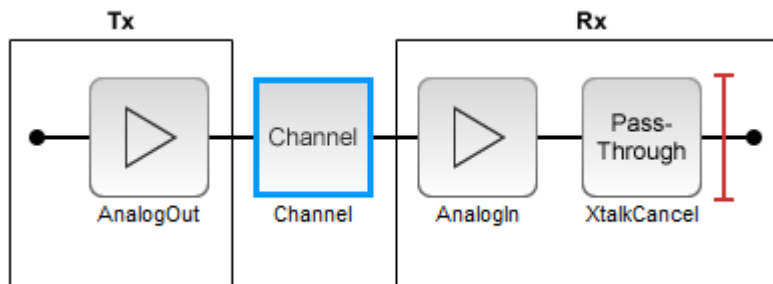 Tx
Rx
Channel
Pass-
Through
AnalogOut
Channel
AnalogIn
XtalkCancel